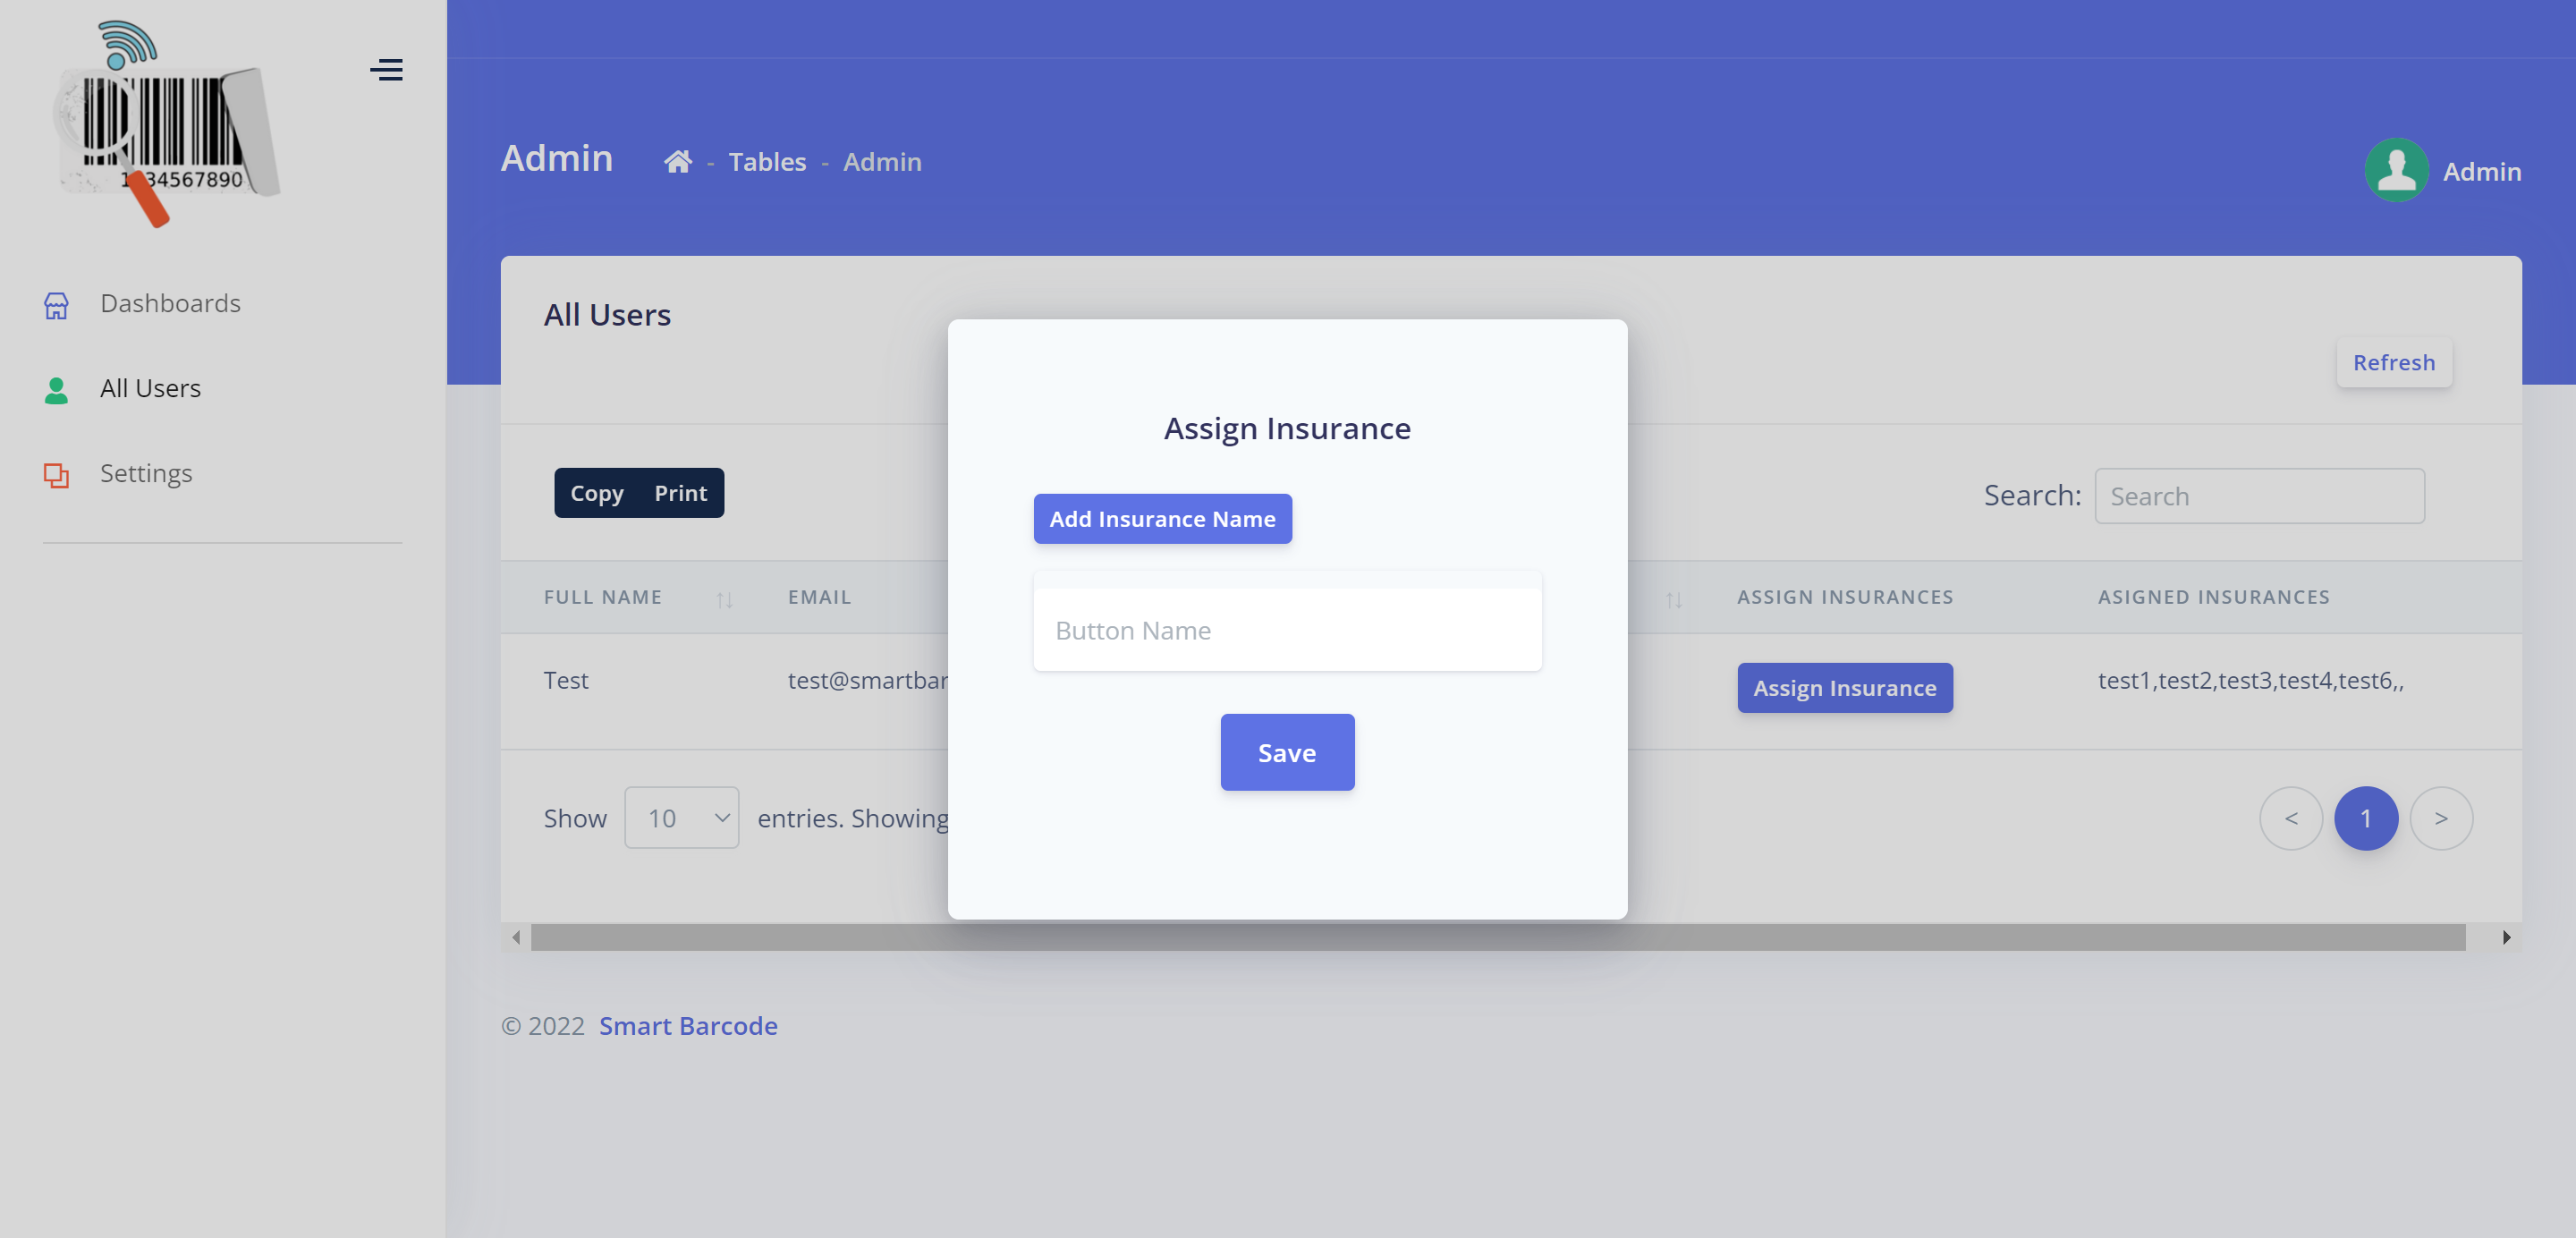 1 34567890
Dashboards
All Users
Settings
Admin - Tables - Admin
Admin
All Users
Refresh
Copy Print
Search: Search
FULL NAME EMAIL ASSIGN INSURANCES ASIGNED INSURANCES
Test test@smartbar Assign Insurance test1,test2,test3,test4,test6,,
Show 10 entries. Showing
< 1 >
Assign Insurance
Add Insurance Name
Button Name
Save
© 2022 Smart Barcode